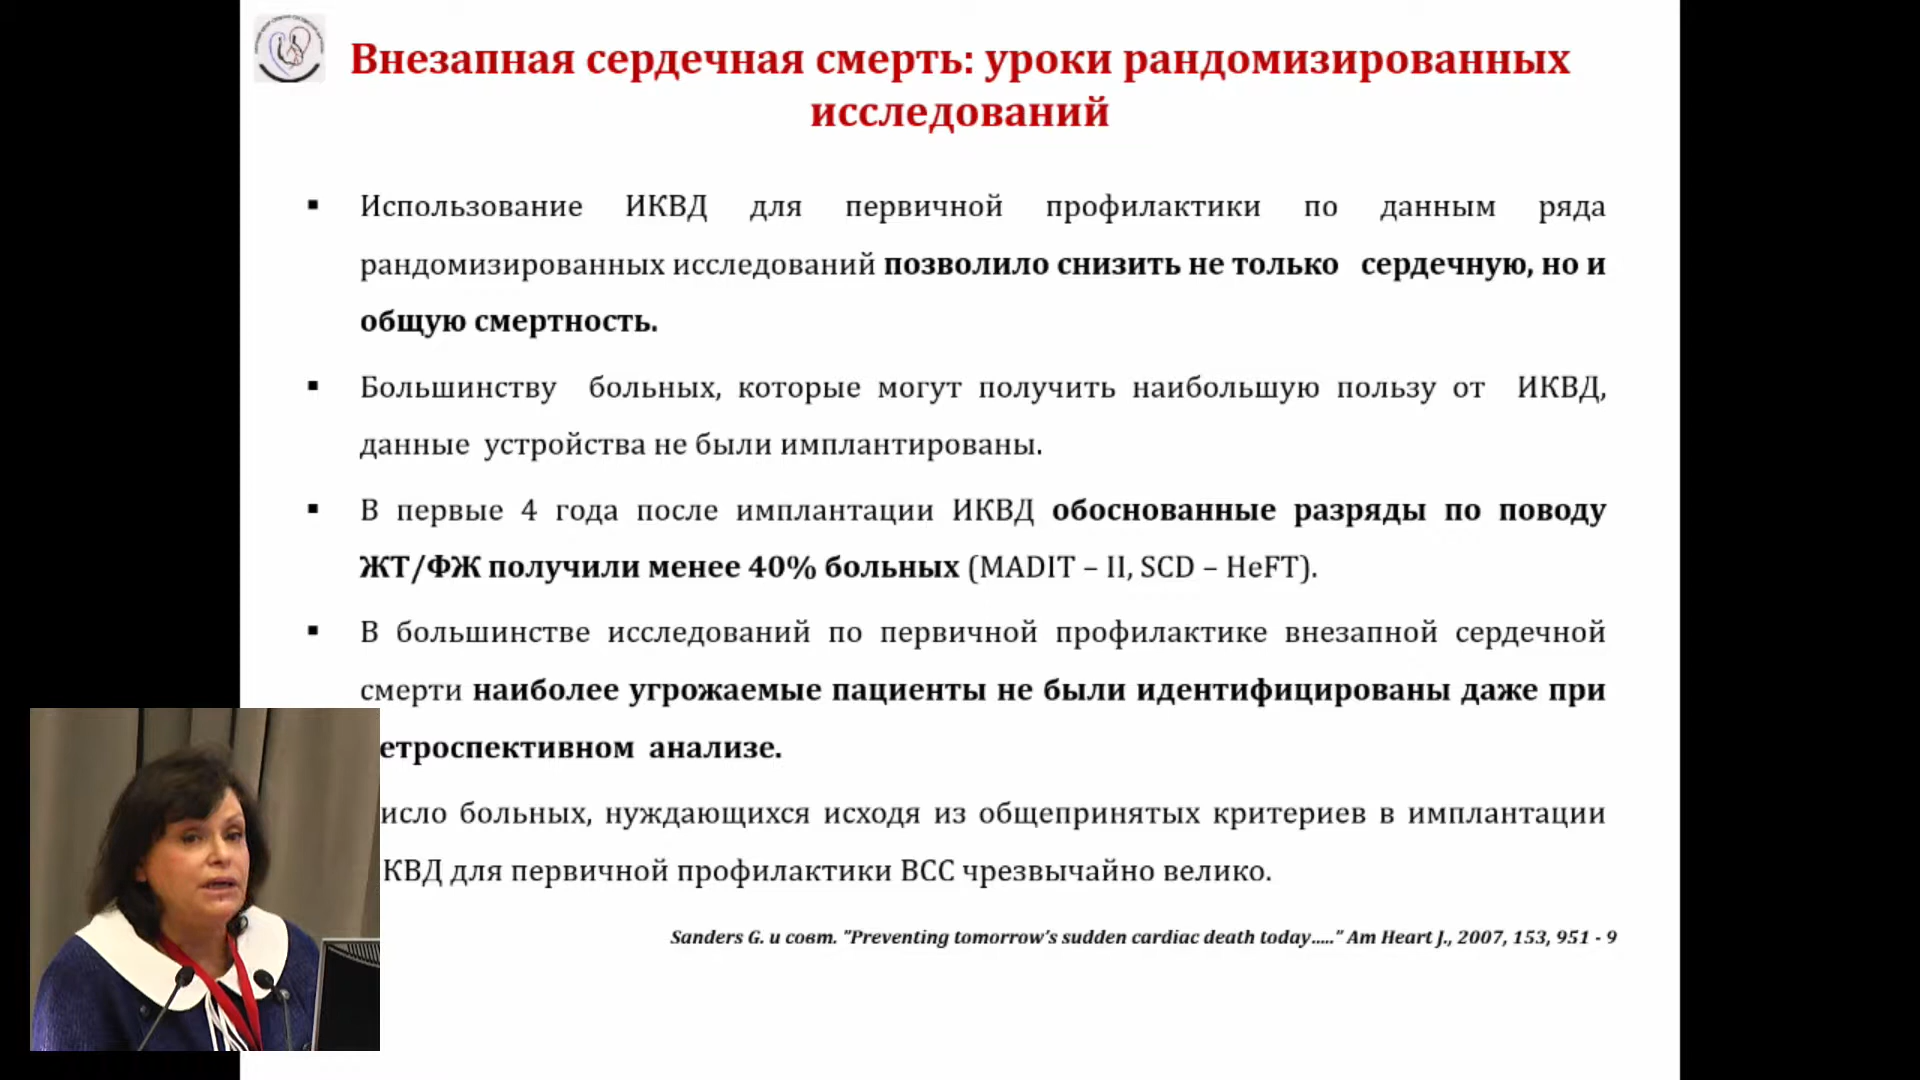 Внезапная сердечная смерть: уроки рандомизированных
исследований
Использование ИКВД для первичной профилактики по данным ряда
рандомизированных исследований позволило снизить не только сердечную, но и
общую смертность.
Большинству больных, которые могут получить наибольшую пользу от ИКВД,
данные устройства не были имплантированы.
В первые 4 года после имплантации ИКВД обоснованные разряды по поводу
ЖТ/ФЖ получили менее 40% больных (MADIT – II, SCD – HeFT).
В большинстве исследований по первичной профилактике внезапной сердечной
смерти наиболее угрожаемые пациенты не были идентифицированы даже при
етроспективном анализе.
исло больных, нуждающихся исходя из общепринятых критериев в имплантации
КВД для первичной профилактики ВСС чрезвычайно велико.
Sanders G. и совт. "Preventing tomorrow's sudden cardiac death today....." Am Heart J., 2007, 153, 951 - 9